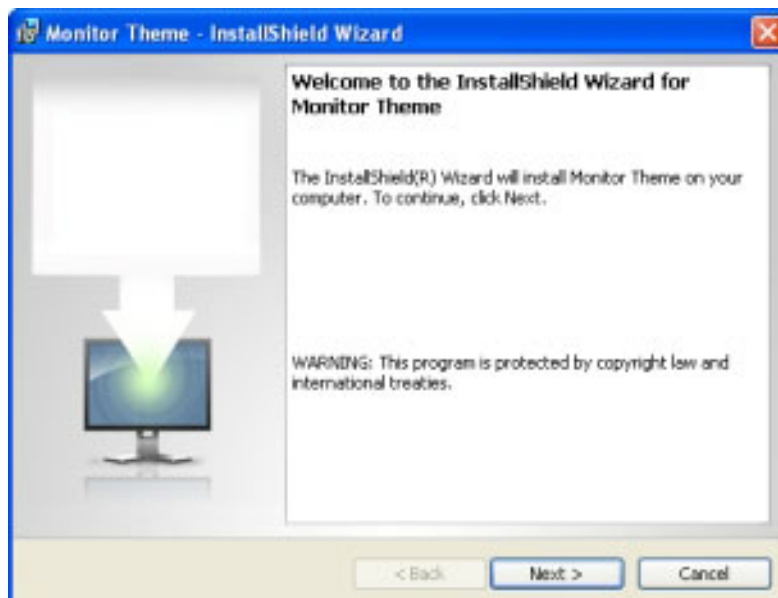 Monitor Theme - InstallShield Wizard
Welcome to the InstallShield Wizard for
Monitor Theme
The InstallShield(R) Wizard will install Monitor Theme on your
computer. To continue, click Next.
WARNING: This program is protected by copyright law and
international treaties.
< Back
Next >
Cancel